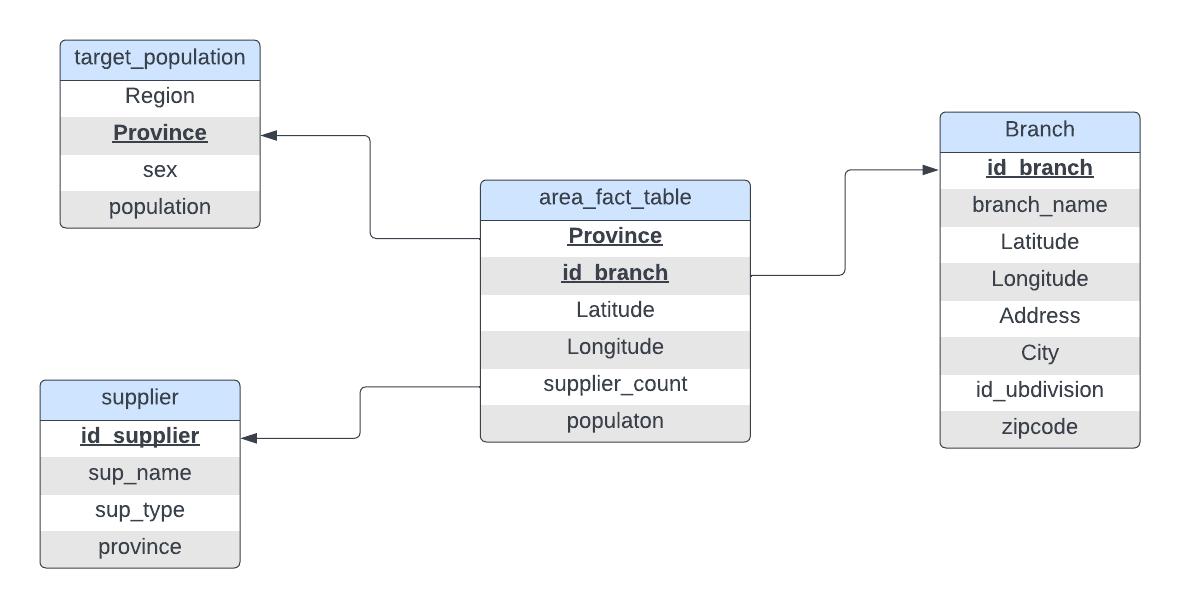 target_population
Region
Province
sex
population
area_fact_table
Province
id_branch
Latitude
Longitude
supplier_count
populaton
Branch
id_branch
branch_name
Latitude
Longitude
Address
City
id_ubdivision
zipcode
supplier
id_supplier
sup_name
sup_type
province